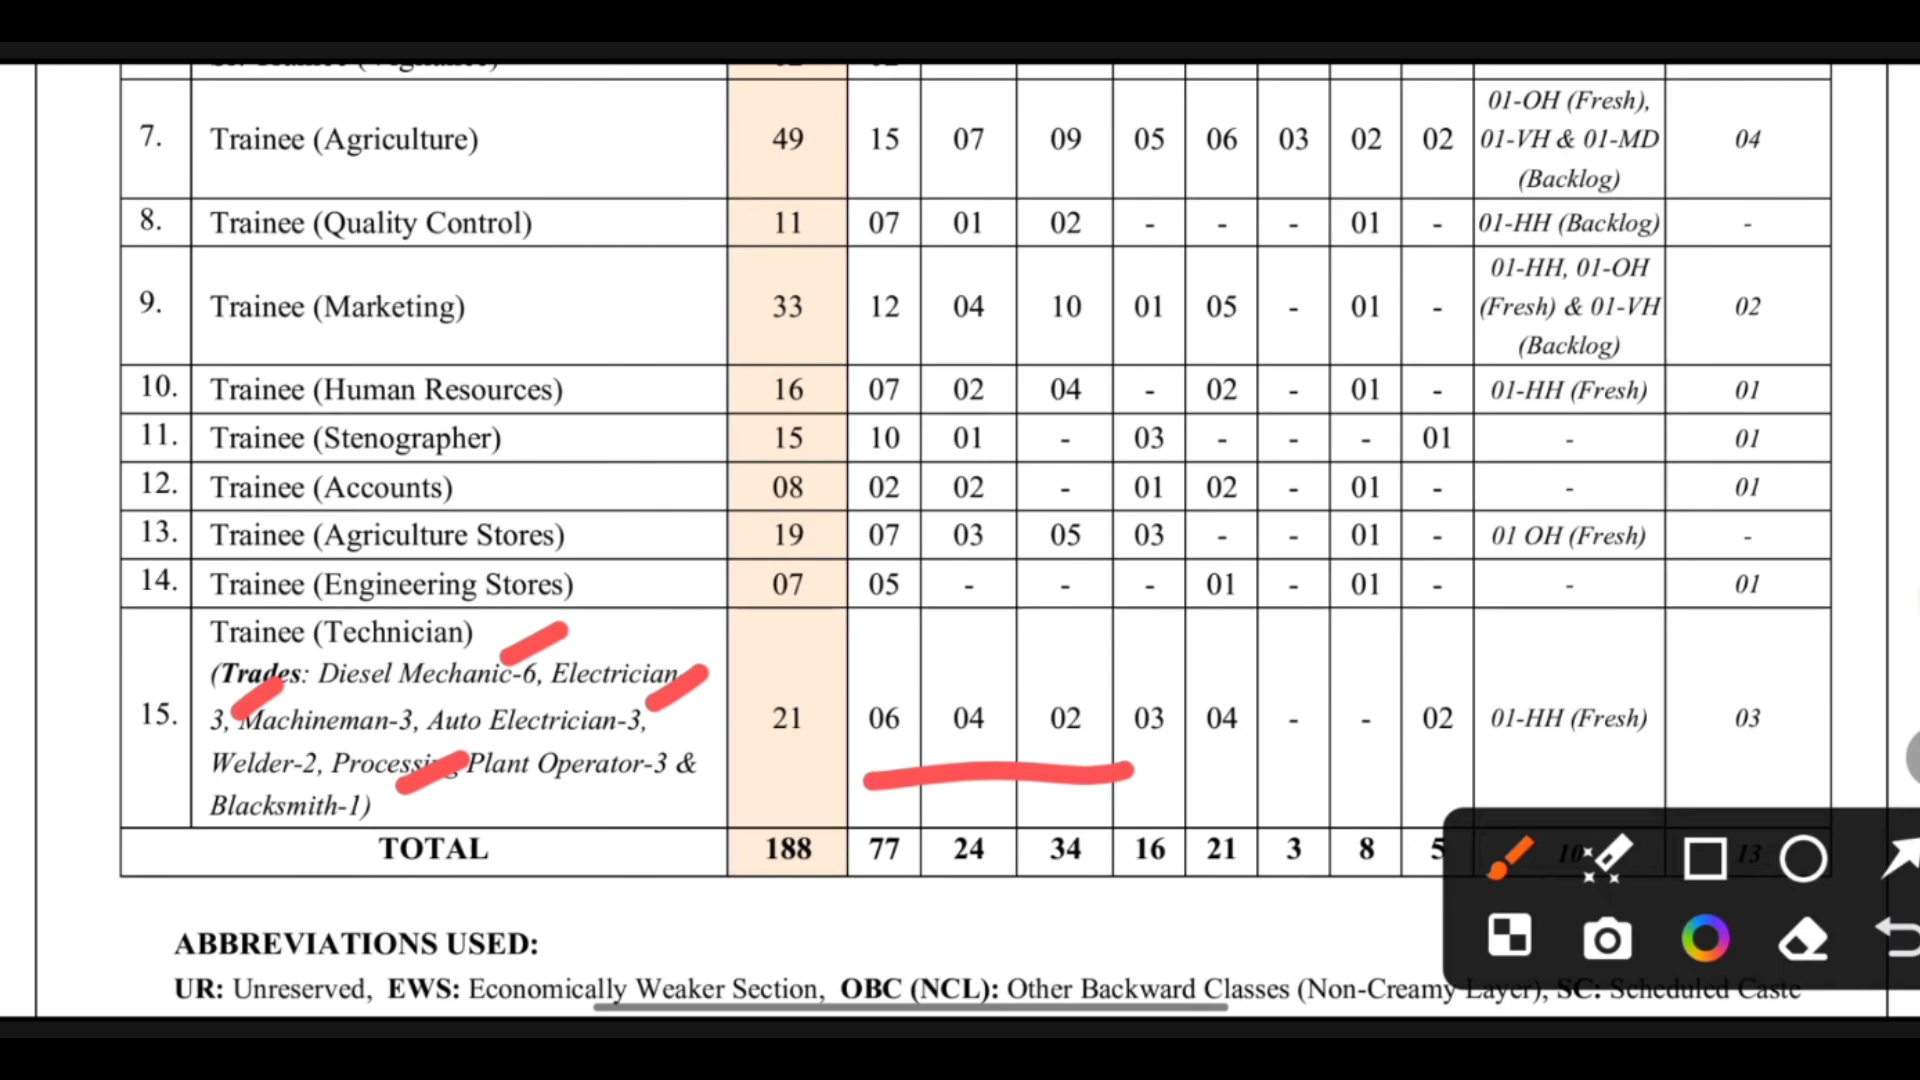 7. Trainee (Agriculture) 49 15 07 09 05 06 03 02 02 01-OH (Fresh), 01-VH & 01-MD (Backlog) 04
8. Trainee (Quality Control) 11 07 01 02 - - - 01 - 01-HH (Backlog) -
9. Trainee (Marketing) 33 12 04 10 01 05 - 01 - 01-HH, 01-OH (Fresh) & 01-VH (Backlog) 02
10. Trainee (Human Resources) 16 07 02 04 - 02 - 01 - 01-HH (Fresh) 01
11. Trainee (Stenographer) 15 10 01 - 03 - - - 01 - 01
12. Trainee (Accounts) 08 02 02 - 01 02 - 01 - - 01
13. Trainee (Agriculture Stores) 19 07 03 05 03 - - 01 - 01 OH (Fresh) -
14. Trainee (Engineering Stores) 07 05 - - - 01 - 01 - - 01
15. Trainee (Technician)
(Trades: Diesel Mechanic-6, Electrician-
3, Machineman-3, Auto Electrician-3,
Welder-2, Processing Plant Operator-3 &
Blacksmith-1) 21 06 04 02 03 04 - - 02 01-HH (Fresh) 03
TOTAL 188 77 24 34 16 21 3 8 5 10 13
ABBREVIATIONS USED:
UR: Unreserved, EWS: Economically Weaker Section, OBC (NCL): Other Backward Classes (Non-Creamy Layer), SC: Scheduled Caste